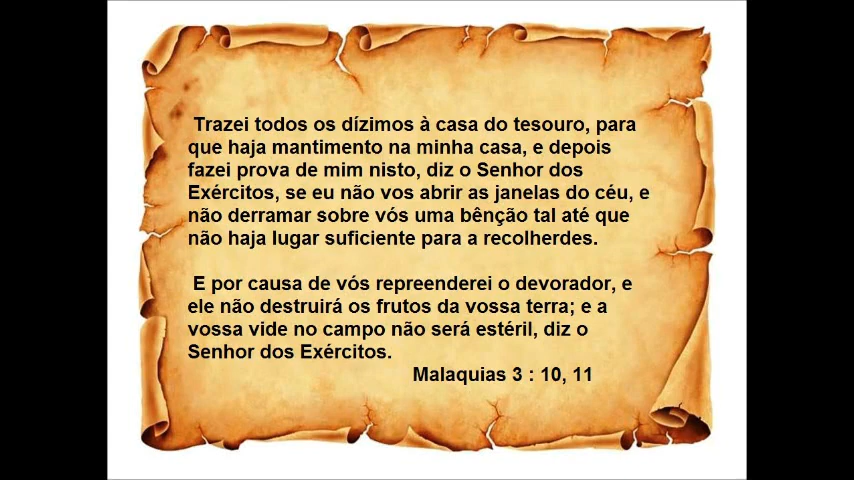 Trazei todos os dízimos à casa do tesouro, para
que haja mantimento na minha casa, e depois
fazei prova de mim nisto, diz o Senhor dos
Exércitos, se eu não vos abrir as janelas do céu, e
não derramar sobre vós uma bênção tal até que
não haja lugar suficiente para a recolherdes.
E por causa de vós repreenderei o devorador, e
ele não destruirá os frutos da vossa terra; e a
vossa vide no campo não será estéril, diz o
Senhor dos Exércitos.
Malaquias 3 : 10, 11